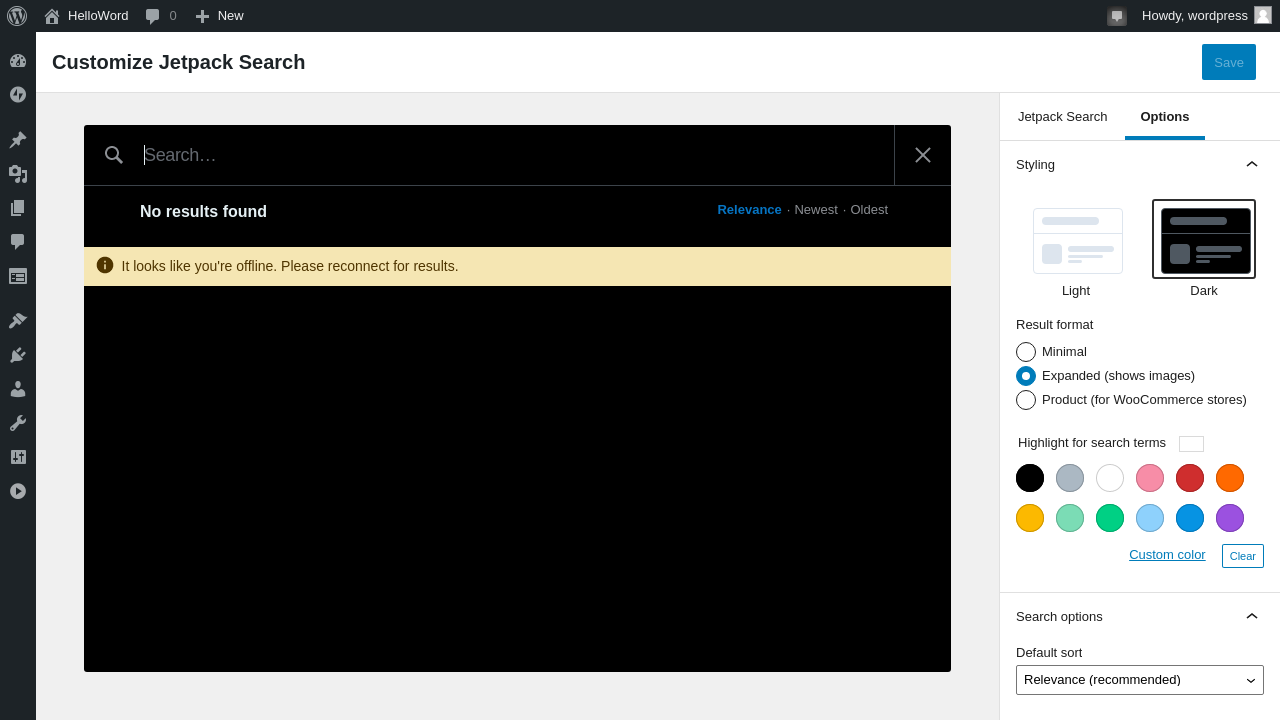 HelloWord
0
New
Howdy, wordpress
Customize Jetpack Search
Save
Search…
No results found
Relevance · Newest · Oldest
It looks like you're offline. Please reconnect for results.
Jetpack Search
Options
Styling
Light
Dark
Result format
Minimal
Expanded (shows images)
Product (for WooCommerce stores)
Highlight for search terms
Custom color
Clear
Search options
Default sort
Relevance (recommended)